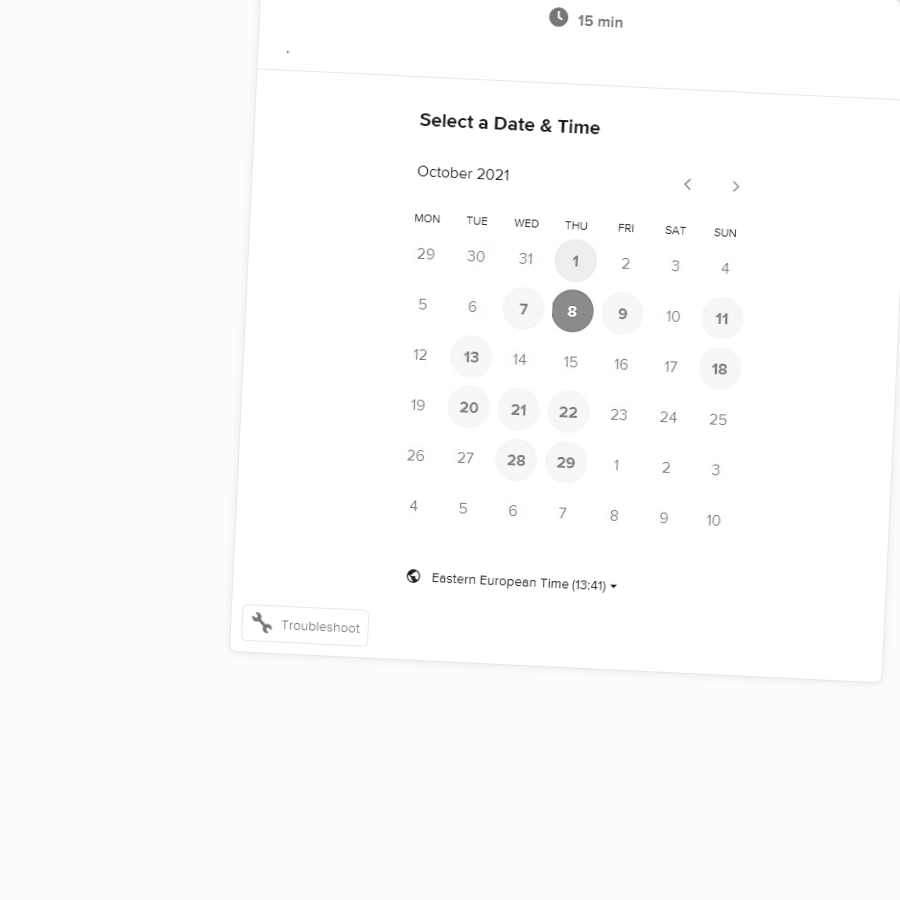 15 min
.
Select a Date & Time
October 2021
MON TUE WED THU FRI SAT SUN
29 30 31 1 2 3 4
5 6 7 8 9 10 11
12 13 14 15 16 17 18
19 20 21 22 23 24 25
26 27 28 29 1 2 3
4 5 6 7 8 9 10
Eastern European Time (13:41)
Troubleshoot